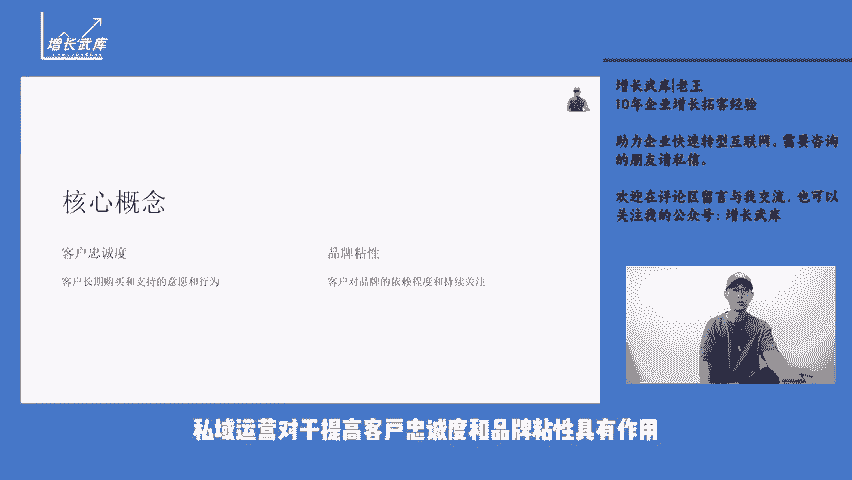 增长武库
核心概念
客户忠诚度
客户长期购买和支持的意愿和行为
品牌粘性
客户对品牌的依赖程度和持续关注
增长武库|老王
10年企业增长拓客经验
助力企业快速转型互联网。需要咨询
的朋友请私信。
欢迎在评论区留言与我交流，也可以
关注我的公众号：增长武库
私域运营对于提高客户忠诚度和品牌粘性具有作用